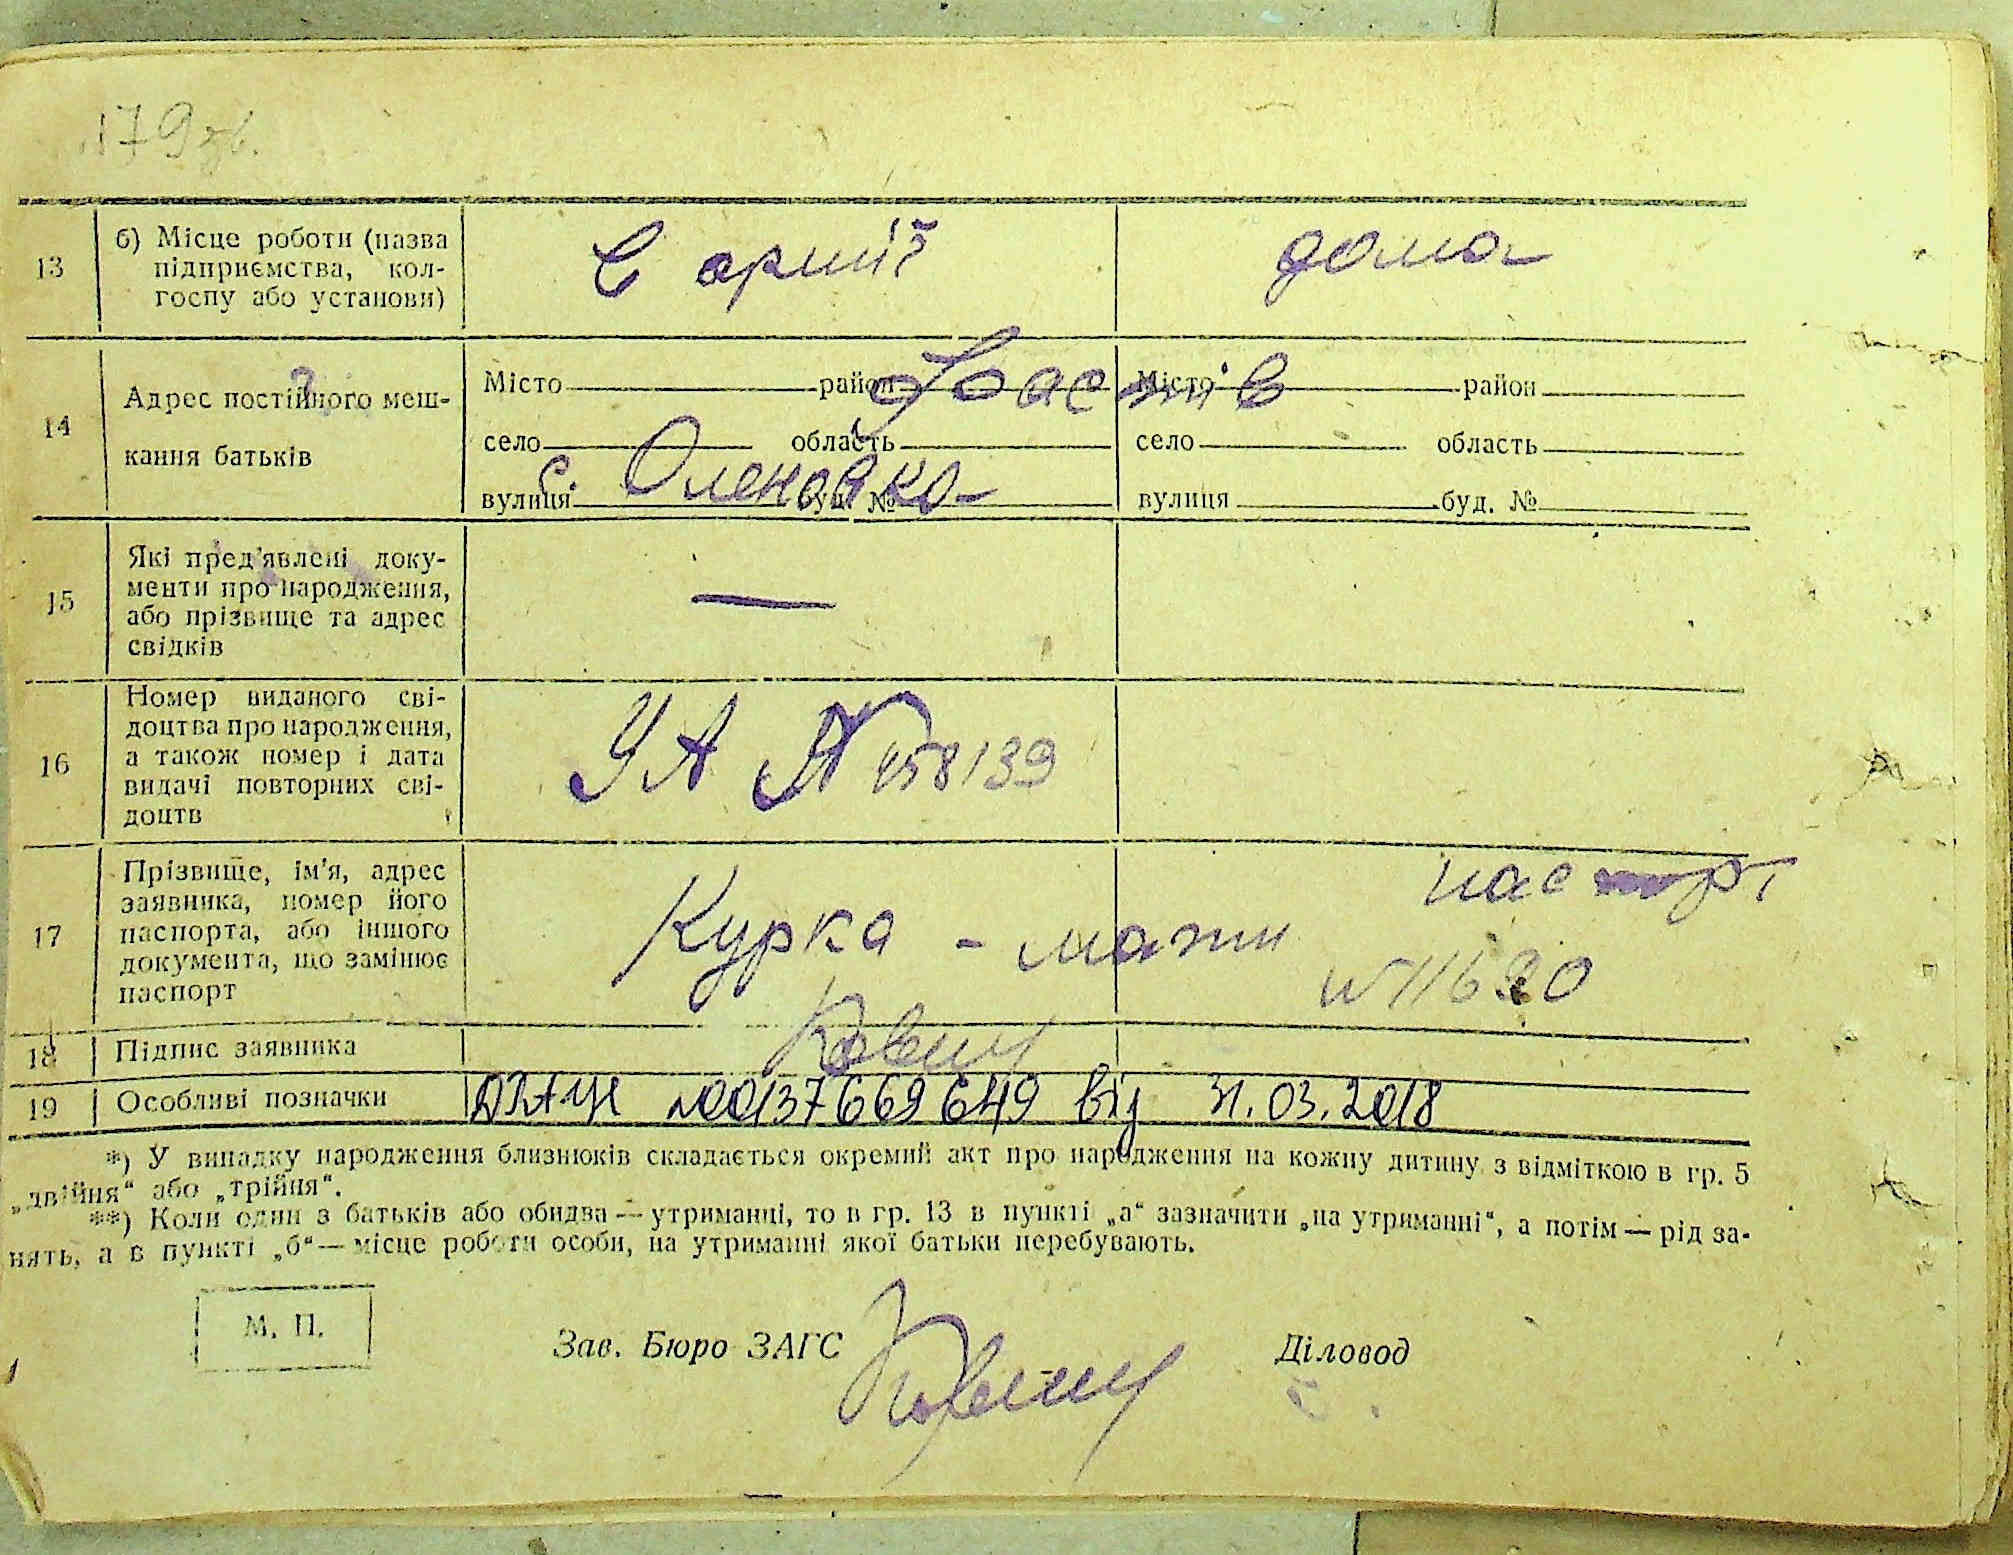 179 зв.
13
б) Місце роботи (назва
підприємства, кол-
госпу або установи)
В армії
дома
14
Адрес постійного меш-
кання батьків
Місто район Місто район
Фастів
село область село область
с. Оленовка
вулиця буд. № вулиця буд. №
15
Які пред'явлені доку-
менти про народження,
або прізвище та адрес
свідків
—
16
Номер виданого сві-
доцтва про народження,
а також номер і дата
видачі повторних сві-
доцтв
УА № 458139
17
Прізвище, ім'я, адрес
заявника, номер його
паспорта, або іншого
документа, що замінює
паспорт
Курка - мати
паспорт
N 11620
18 Підпис заявника
19 Особливі позначки
№00137669649 від 31.03.2018
*) У випадку народження близнюків складається окремий акт про народження на кожну дитину з відміткою в гр. 5
„двійня“ або „трійня“.
**) Коли один з батьків або обидва — утриманці, то в гр. 13 в пункті „а“ зазначити „на утриманні“, а потім — рід за-
нять, а в пункті „б“ — місце роботи особи, на утриманні якої батьки перебувають.
М. П.
Зав. Бюро ЗАГС
Діловод